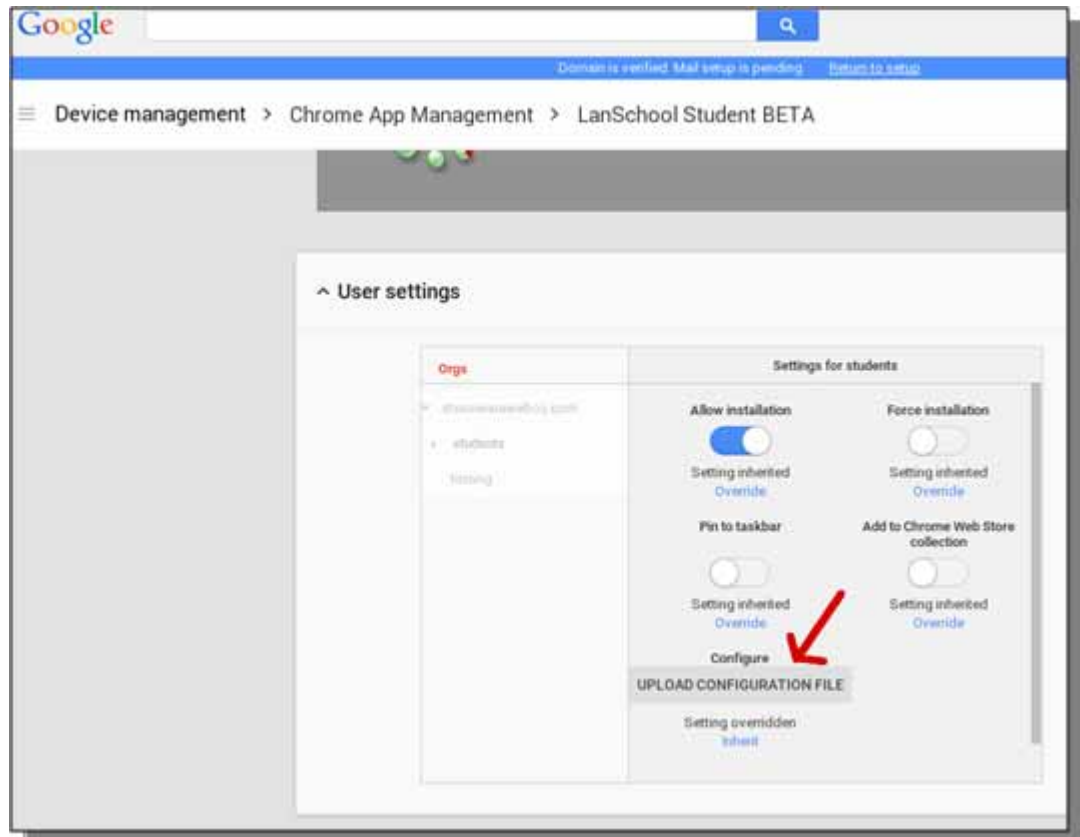 Google
Domain is verified. Mail setup is pending. Return to setup
Device management > Chrome App Management > LanSchool Student BETA
User settings
Orgs
Settings for students
students
testing
Allow installation
Force installation
Setting inherited
Override
Setting inherited
Override
Pin to taskbar
Add to Chrome Web Store
collection
Setting inherited
Override
Setting inherited
Override
Configure
UPLOAD CONFIGURATION FILE
Setting overridden
Inherit